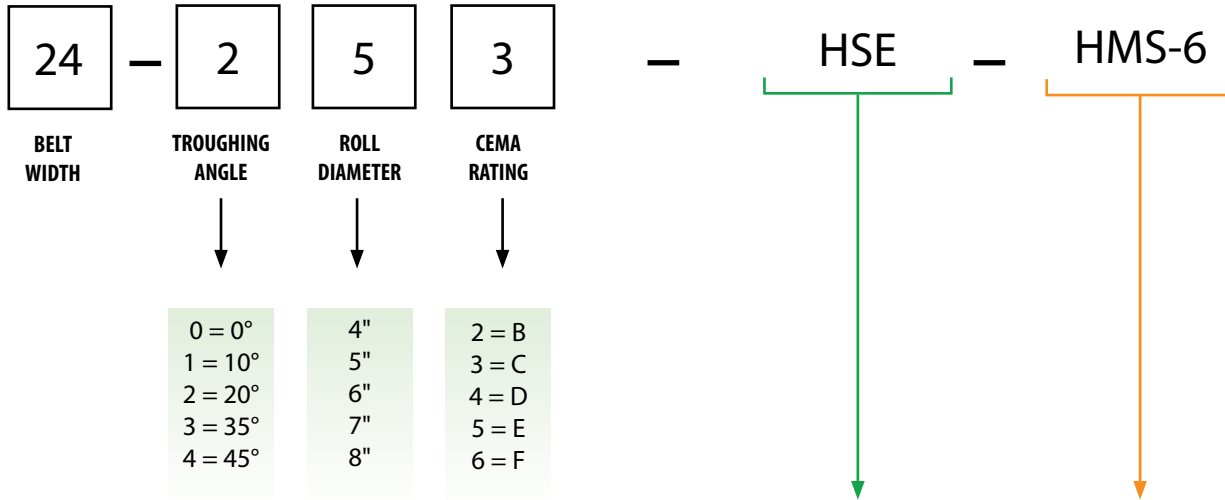 24 – 2 5 3 – HSE – HMS-6
BELT WIDTH
TROUGHING ANGLE
ROLL DIAMETER
CEMA RATING
0 = 0°
1 = 10°
2 = 20°
3 = 35°
4 = 45°
4"
5"
6"
7"
8"
2 = B
3 = C
4 = D
5 = E
6 = F